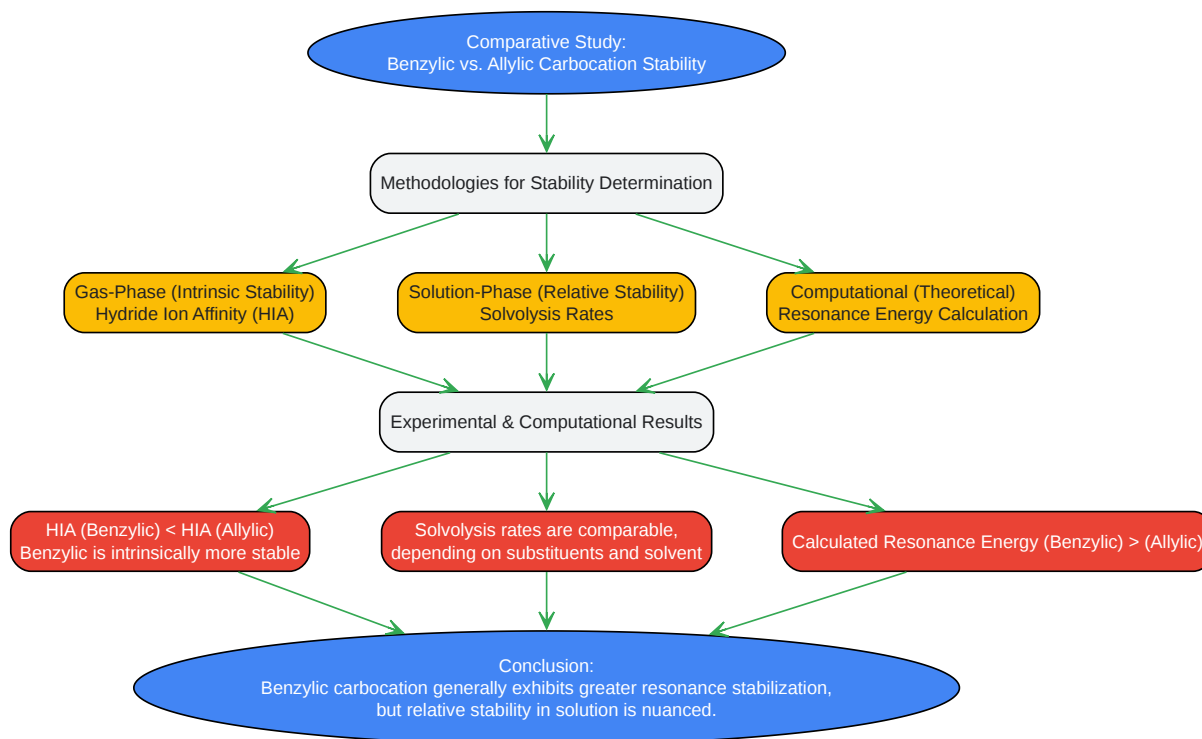 Comparative Study:
Benzylic vs. Allylic Carbocation Stability
Methodologies for Stability Determination
Gas-Phase (Intrinsic Stability)
Hydride Ion Affinity (HIA)
Solution-Phase (Relative Stability)
Solvolysis Rates
Computational (Theoretical)
Resonance Energy Calculation
Experimental & Computational Results
HIA (Benzylic) < HIA (Allylic)
Benzylic is intrinsically more stable
Solvolysis rates are comparable,
depending on substituents and solvent
Calculated Resonance Energy (Benzylic) > (Allylic)
Conclusion:
Benzylic carbocation generally exhibits greater resonance stabilization,
but relative stability in solution is nuanced.